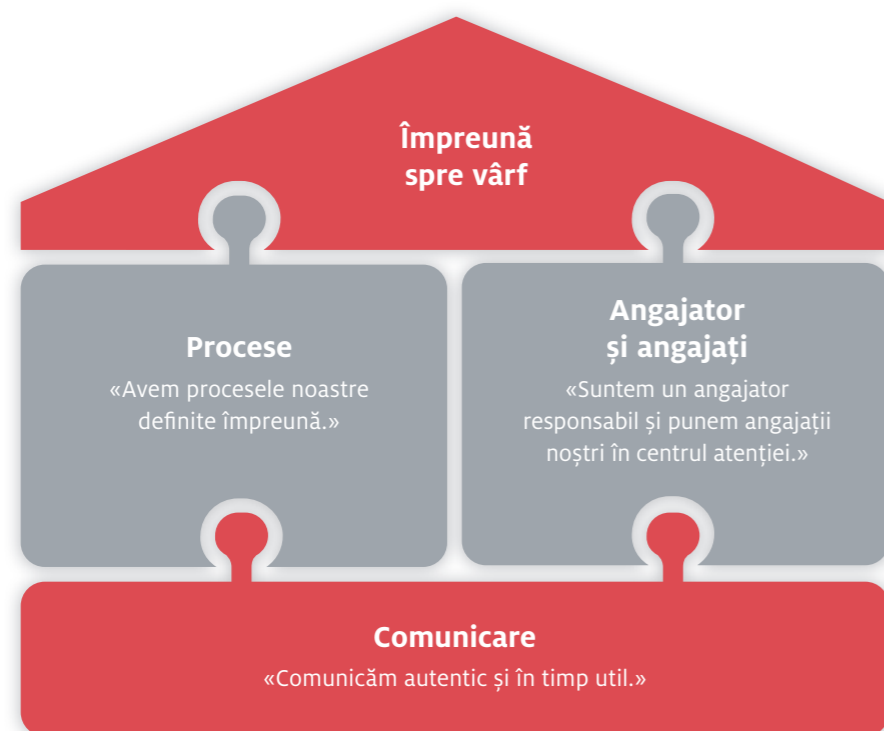 Împreună
spre vârf
Procese
«Avem procesele noastre
definite împreună.»
Angajator
și angajați
«Suntem un angajator
responsabil și punem angajații
noștri în centrul atenției.»
Comunicare
«Comunicăm autentic și în timp util.»